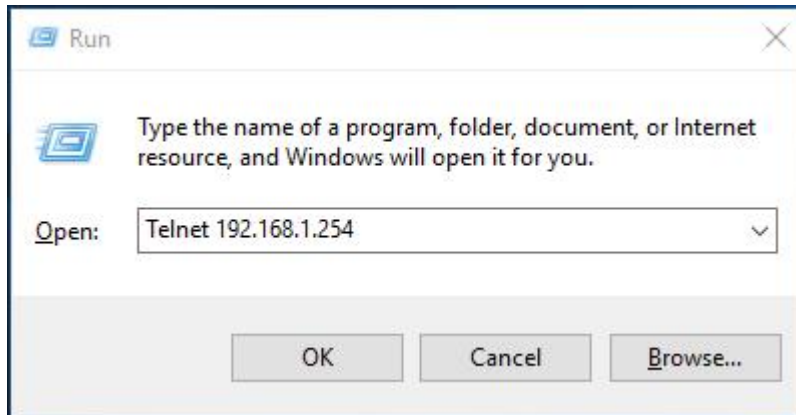 Run
Type the name of a program, folder, document, or Internet
resource, and Windows will open it for you.
Open: Telnet 192.168.1.254
OK Cancel Browse...